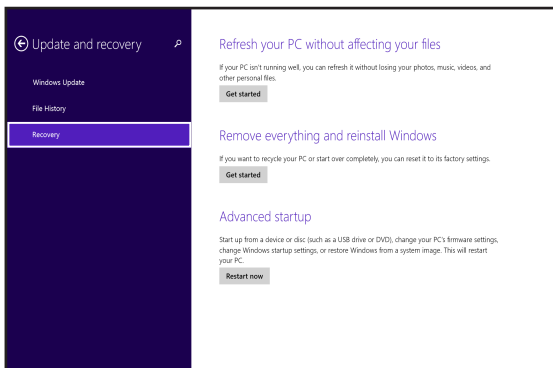 Update and recovery
Windows Update
File History
Recovery
Refresh your PC without affecting your files
If your PC isn't running well, you can refresh it without losing your photos, music, videos, and
other personal files.
Get started
Remove everything and reinstall Windows
If you want to recycle your PC or start over completely, you can reset it to its factory settings.
Get started
Advanced startup
Start up from a device or disc (such as a USB drive or DVD), change your PC's firmware settings,
change Windows startup settings, or restore Windows from a system image. This will restart
your PC.
Restart now